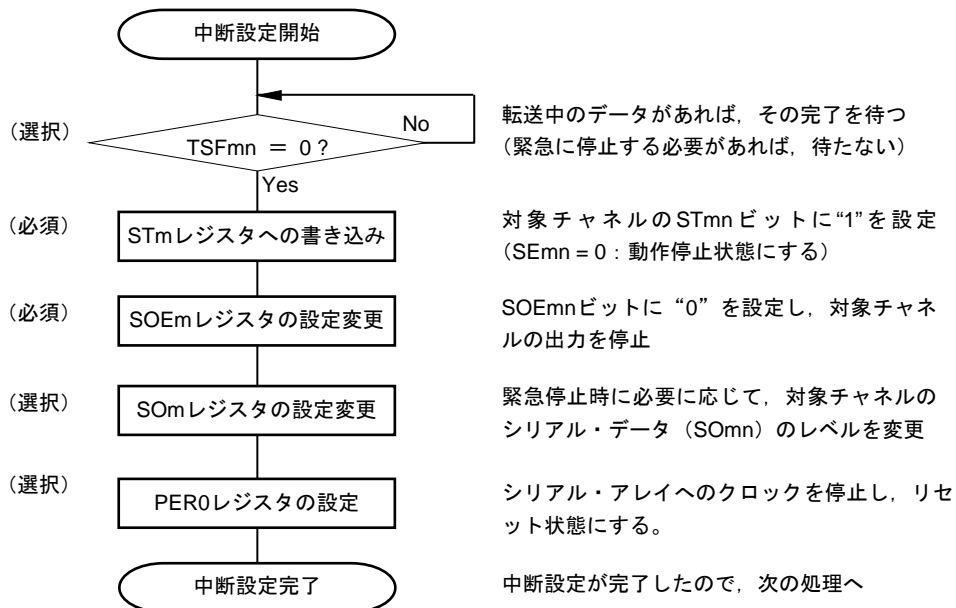 中断設定開始
（選択）
TSFmn ＝ 0？
No
転送中のデータがあれば，その完了を待つ
（緊急に停止する必要があれば，待たない）
Yes
（必須）
STmレジスタへの書き込み
対象チャネルのSTmnビットに“1”を設定
（SEmn = 0：動作停止状態にする）
（必須）
SOEmレジスタの設定変更
SOEmnビットに“0”を設定し，対象チャネ
ルの出力を停止
（選択）
SOmレジスタの設定変更
緊急停止時に必要に応じて，対象チャネルの
シリアル・データ（SOmn）のレベルを変更
（選択）
PER0レジスタの設定
シリアル・アレイへのクロックを停止し，リセ
ット状態にする。
中断設定完了
中断設定が完了したので，次の処理へ